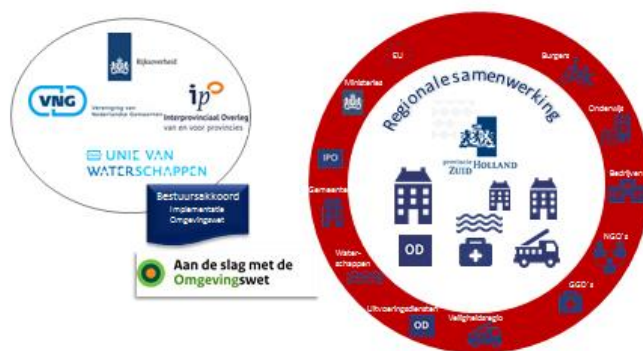 Rijksoverheid
VNG
Vereniging van
Nederlandse Gemeenten
ip
Interprovinciaal Overleg
van en voor provincies
UNIE VAN
WATERSCHAPPEN
Bestuursakkoord
Implementatie
Omgevingswet
Aan de slag met de
Omgevingswet
Regionale samenwerking
provincie
ZUID HOLLAND
OD
EU
Burgers
Onderwijs
Bedrijven
NGO's
GGD's
Veiligheidsregio
Uitvoeringsdiensten
OD
Water-
schappen
Gemeente
IPO
Ministeries